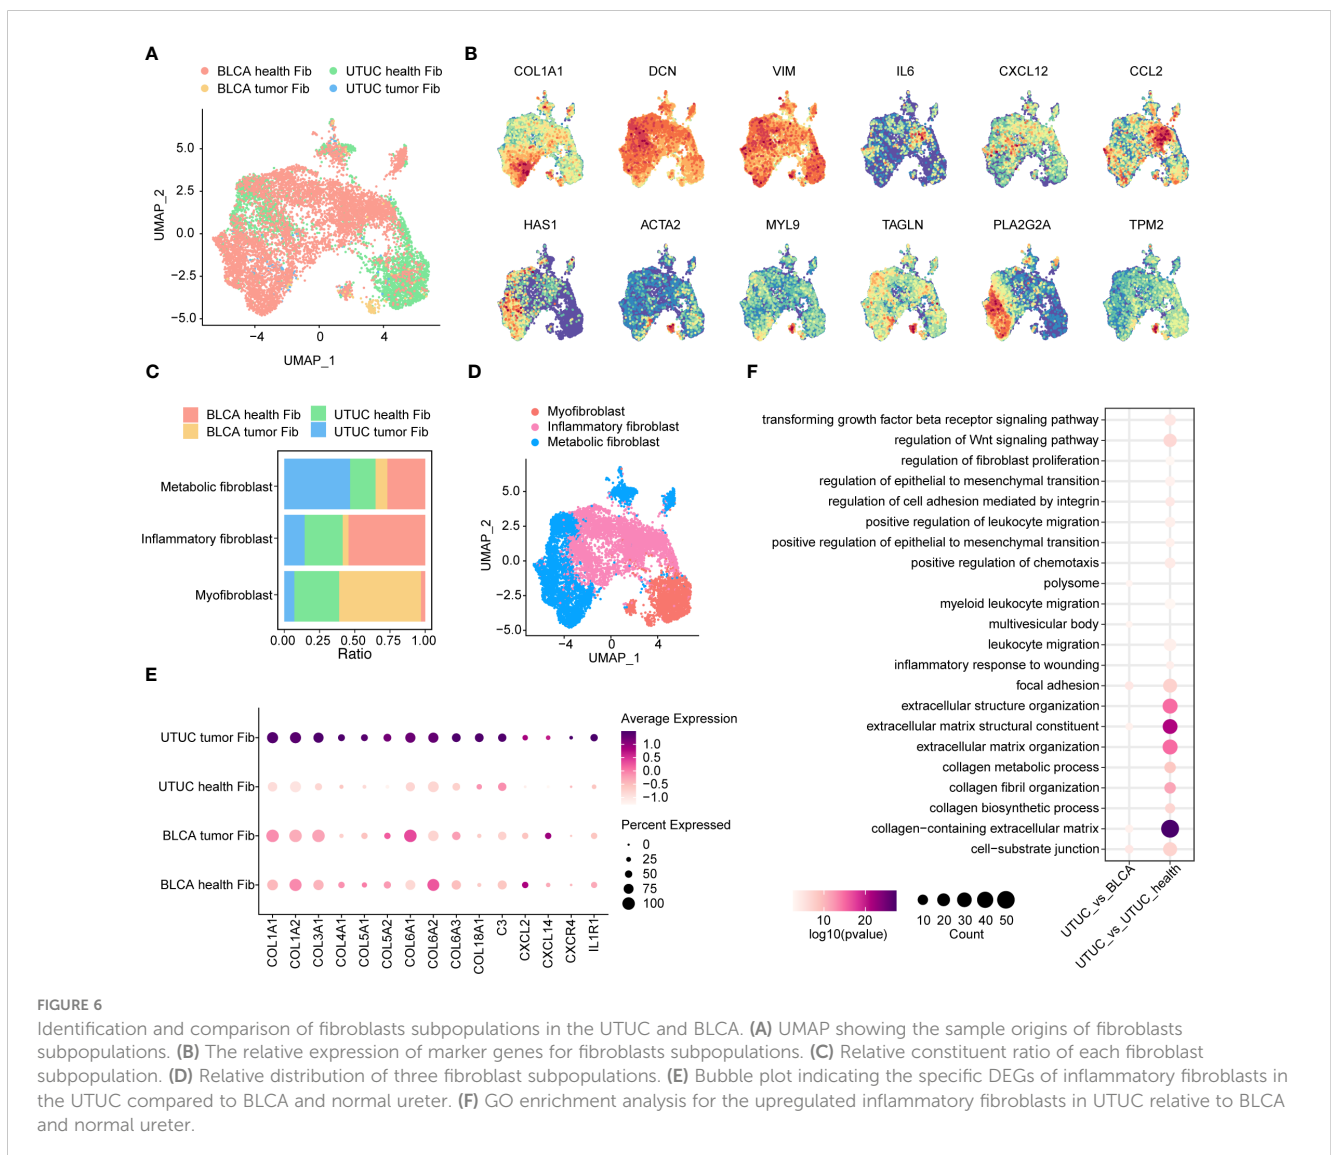 A
BLCA health Fib
UTUC health Fib
BLCA tumor Fib
UTUC tumor Fib
5.0
2.5
0.0
−2.5
−5.0
UMAP_2
−4
0
4
UMAP_1
B
COL1A1
DCN
VIM
IL6
CXCL12
CCL2
HAS1
ACTA2
MYL9
TAGLN
PLA2G2A
TPM2
C
BLCA health Fib
UTUC health Fib
BLCA tumor Fib
UTUC tumor Fib
Metabolic fibroblast
Inflammatory fibroblast
Myofibroblast
0.00
0.25
0.50
0.75
1.00
Ratio
D
Myofibroblast
Inflammatory fibroblast
Metabolic fibroblast
5.0
2.5
0.0
−2.5
−5.0
UMAP_2
−4
0
4
UMAP_1
E
UTUC tumor Fib
UTUC health Fib
BLCA tumor Fib
BLCA health Fib
COL1A1
COL1A2
COL3A1
COL4A1
COL5A1
COL5A2
COL6A1
COL6A2
COL6A3
COL18A1
C3
CXCL2
CXCL14
CXCR4
IL1R1
Average Expression
1.0
0.5
0.0
−0.5
−1.0
Percent Expressed
0
25
50
75
100
F
transforming growth factor beta receptor signaling pathway
regulation of Wnt signaling pathway
regulation of fibroblast proliferation
regulation of epithelial to mesenchymal transition
regulation of cell adhesion mediated by integrin
positive regulation of leukocyte migration
positive regulation of epithelial to mesenchymal transition
positive regulation of chemotaxis
polysome
myeloid leukocyte migration
multivesicular body
leukocyte migration
inflammatory response to wounding
focal adhesion
extracellular structure organization
extracellular matrix structural constituent
extracellular matrix organization
collagen metabolic process
collagen fibril organization
collagen biosynthetic process
collagen−containing extracellular matrix
cell−substrate junction
UTUC_vs_BLCA
UTUC_vs_UTUC_health
10
20
log10(pvalue)
10 20 30 40 50
Count
FIGURE 6
Identification and comparison of fibroblasts subpopulations in the UTUC and BLCA. (A) UMAP showing the sample origins of fibroblasts
subpopulations. (B) The relative expression of marker genes for fibroblasts subpopulations. (C) Relative constituent ratio of each fibroblast
subpopulation. (D) Relative distribution of three fibroblast subpopulations. (E) Bubble plot indicating the specific DEGs of inflammatory fibroblasts in
the UTUC compared to BLCA and normal ureter. (F) GO enrichment analysis for the upregulated inflammatory fibroblasts in UTUC relative to BLCA
and normal ureter.